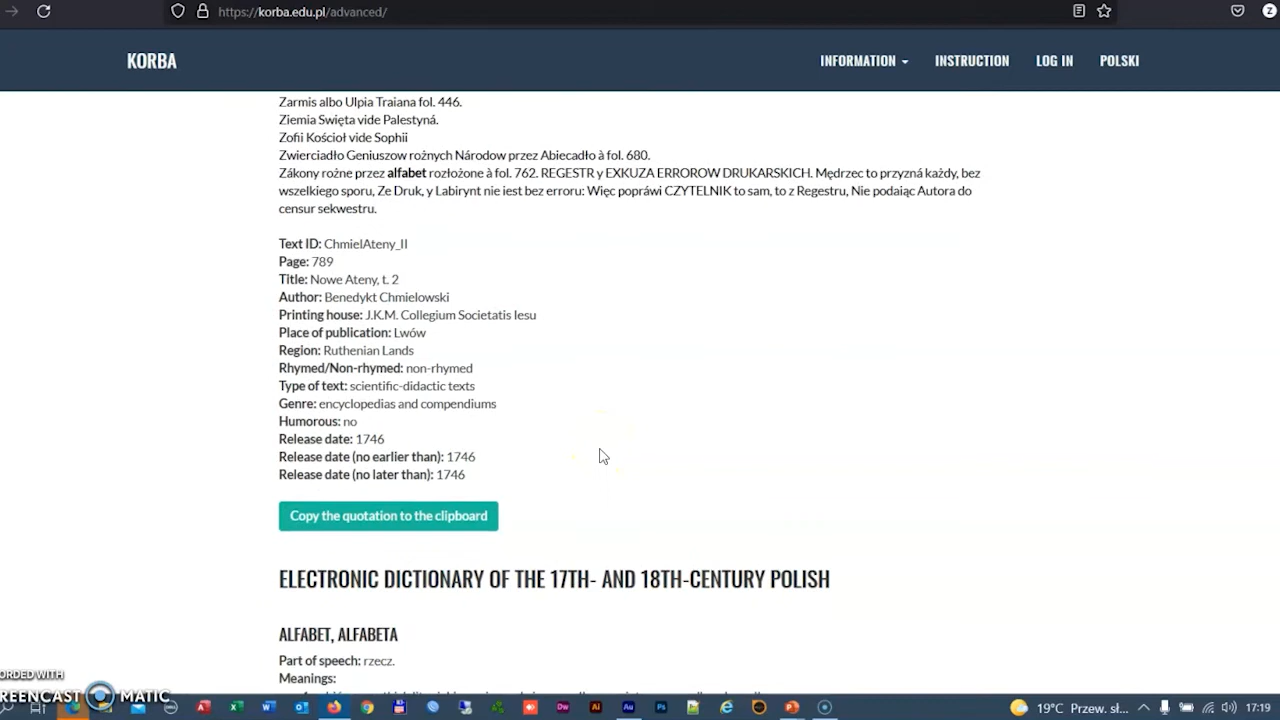 https://korba.edu.pl/advanced/
KORBA
INFORMATION
INSTRUCTION
LOG IN
POLSKI
Zarmis albo Ulpia Traiana fol. 446.
Ziemia Swięta vide Palestyná.
Zofii Kościoł vide Sophii
Zwierciadło Geniuszow rożnych Národow przez Abiecadło à fol. 680.
Zákony rożne przez alfabet rozłożone à fol. 762. REGESTR y EXKUZA ERROROW DRUKARSKICH. Mędrzec to przyzná każdy, bez
wszelkiego sporu, Ze Druk, y Labirynt nie iest bez erroru: Więc popráwi CZYTELNIK to sam, to z Regestru, Nie podaiąc Autora do
censur sekwestru.
Text ID: ChmielAteny_II
Page: 789
Title: Nowe Ateny, t. 2
Author: Benedykt Chmielowski
Printing house: J.K.M. Collegium Societatis Iesu
Place of publication: Lwów
Region: Ruthenian Lands
Rhymed/Non-rhymed: non-rhymed
Type of text: scientific-didactic texts
Genre: encyclopedias and compendiums
Humorous: no
Release date: 1746
Release date (no earlier than): 1746
Release date (no later than): 1746
Copy the quotation to the clipboard
ELECTRONIC DICTIONARY OF THE 17TH- AND 18TH-CENTURY POLISH
ALFABET, ALFABETA
Part of speech: rzecz.
Meanings:
ORDED WITH
REENCAST MATIC
19°C Przew. sł...
17:19